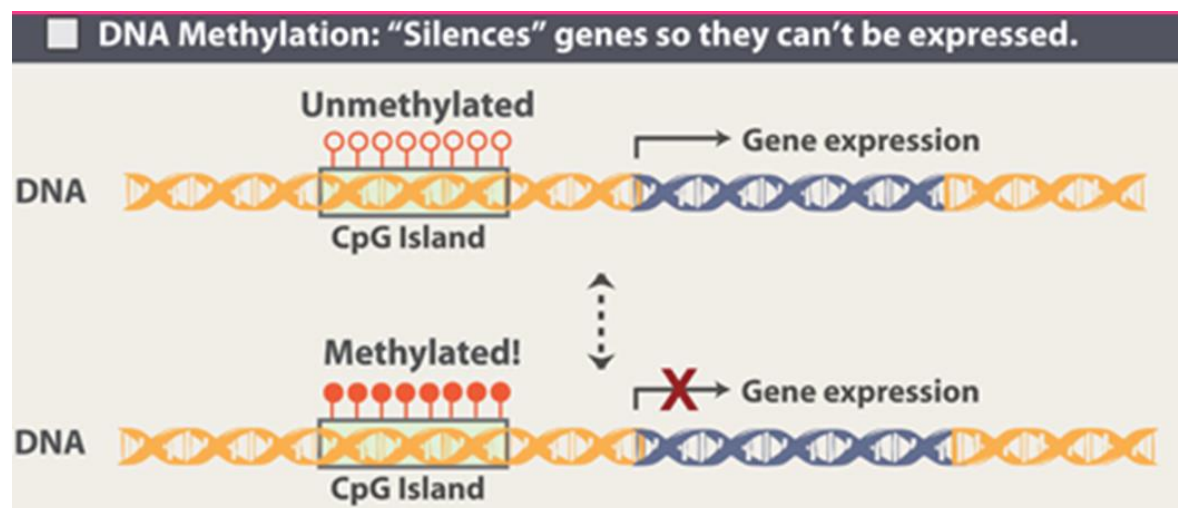 DNA Methylation: “Silences” genes so they can’t be expressed.
Unmethylated
Gene expression
DNA
CpG Island
Methylated!
X
Gene expression
DNA
CpG Island